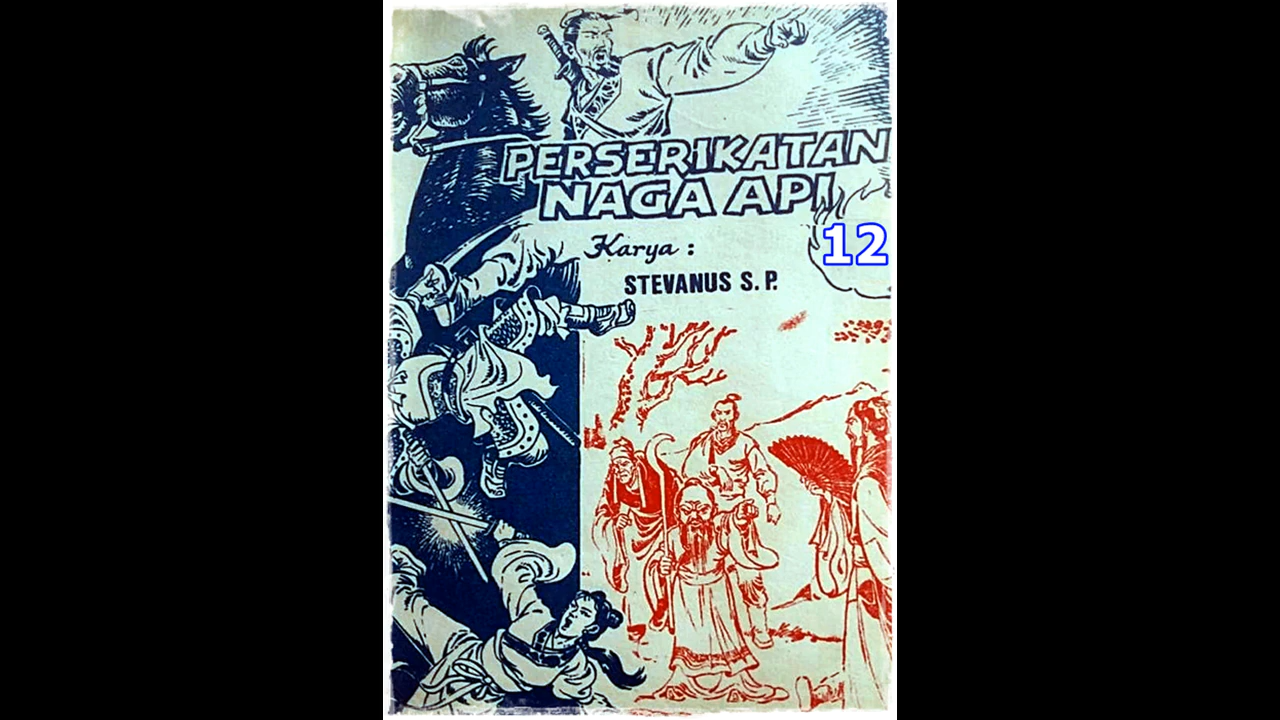 PERSERIKATAN
NAGA API
12
Karya :
STEVANUS S. P.